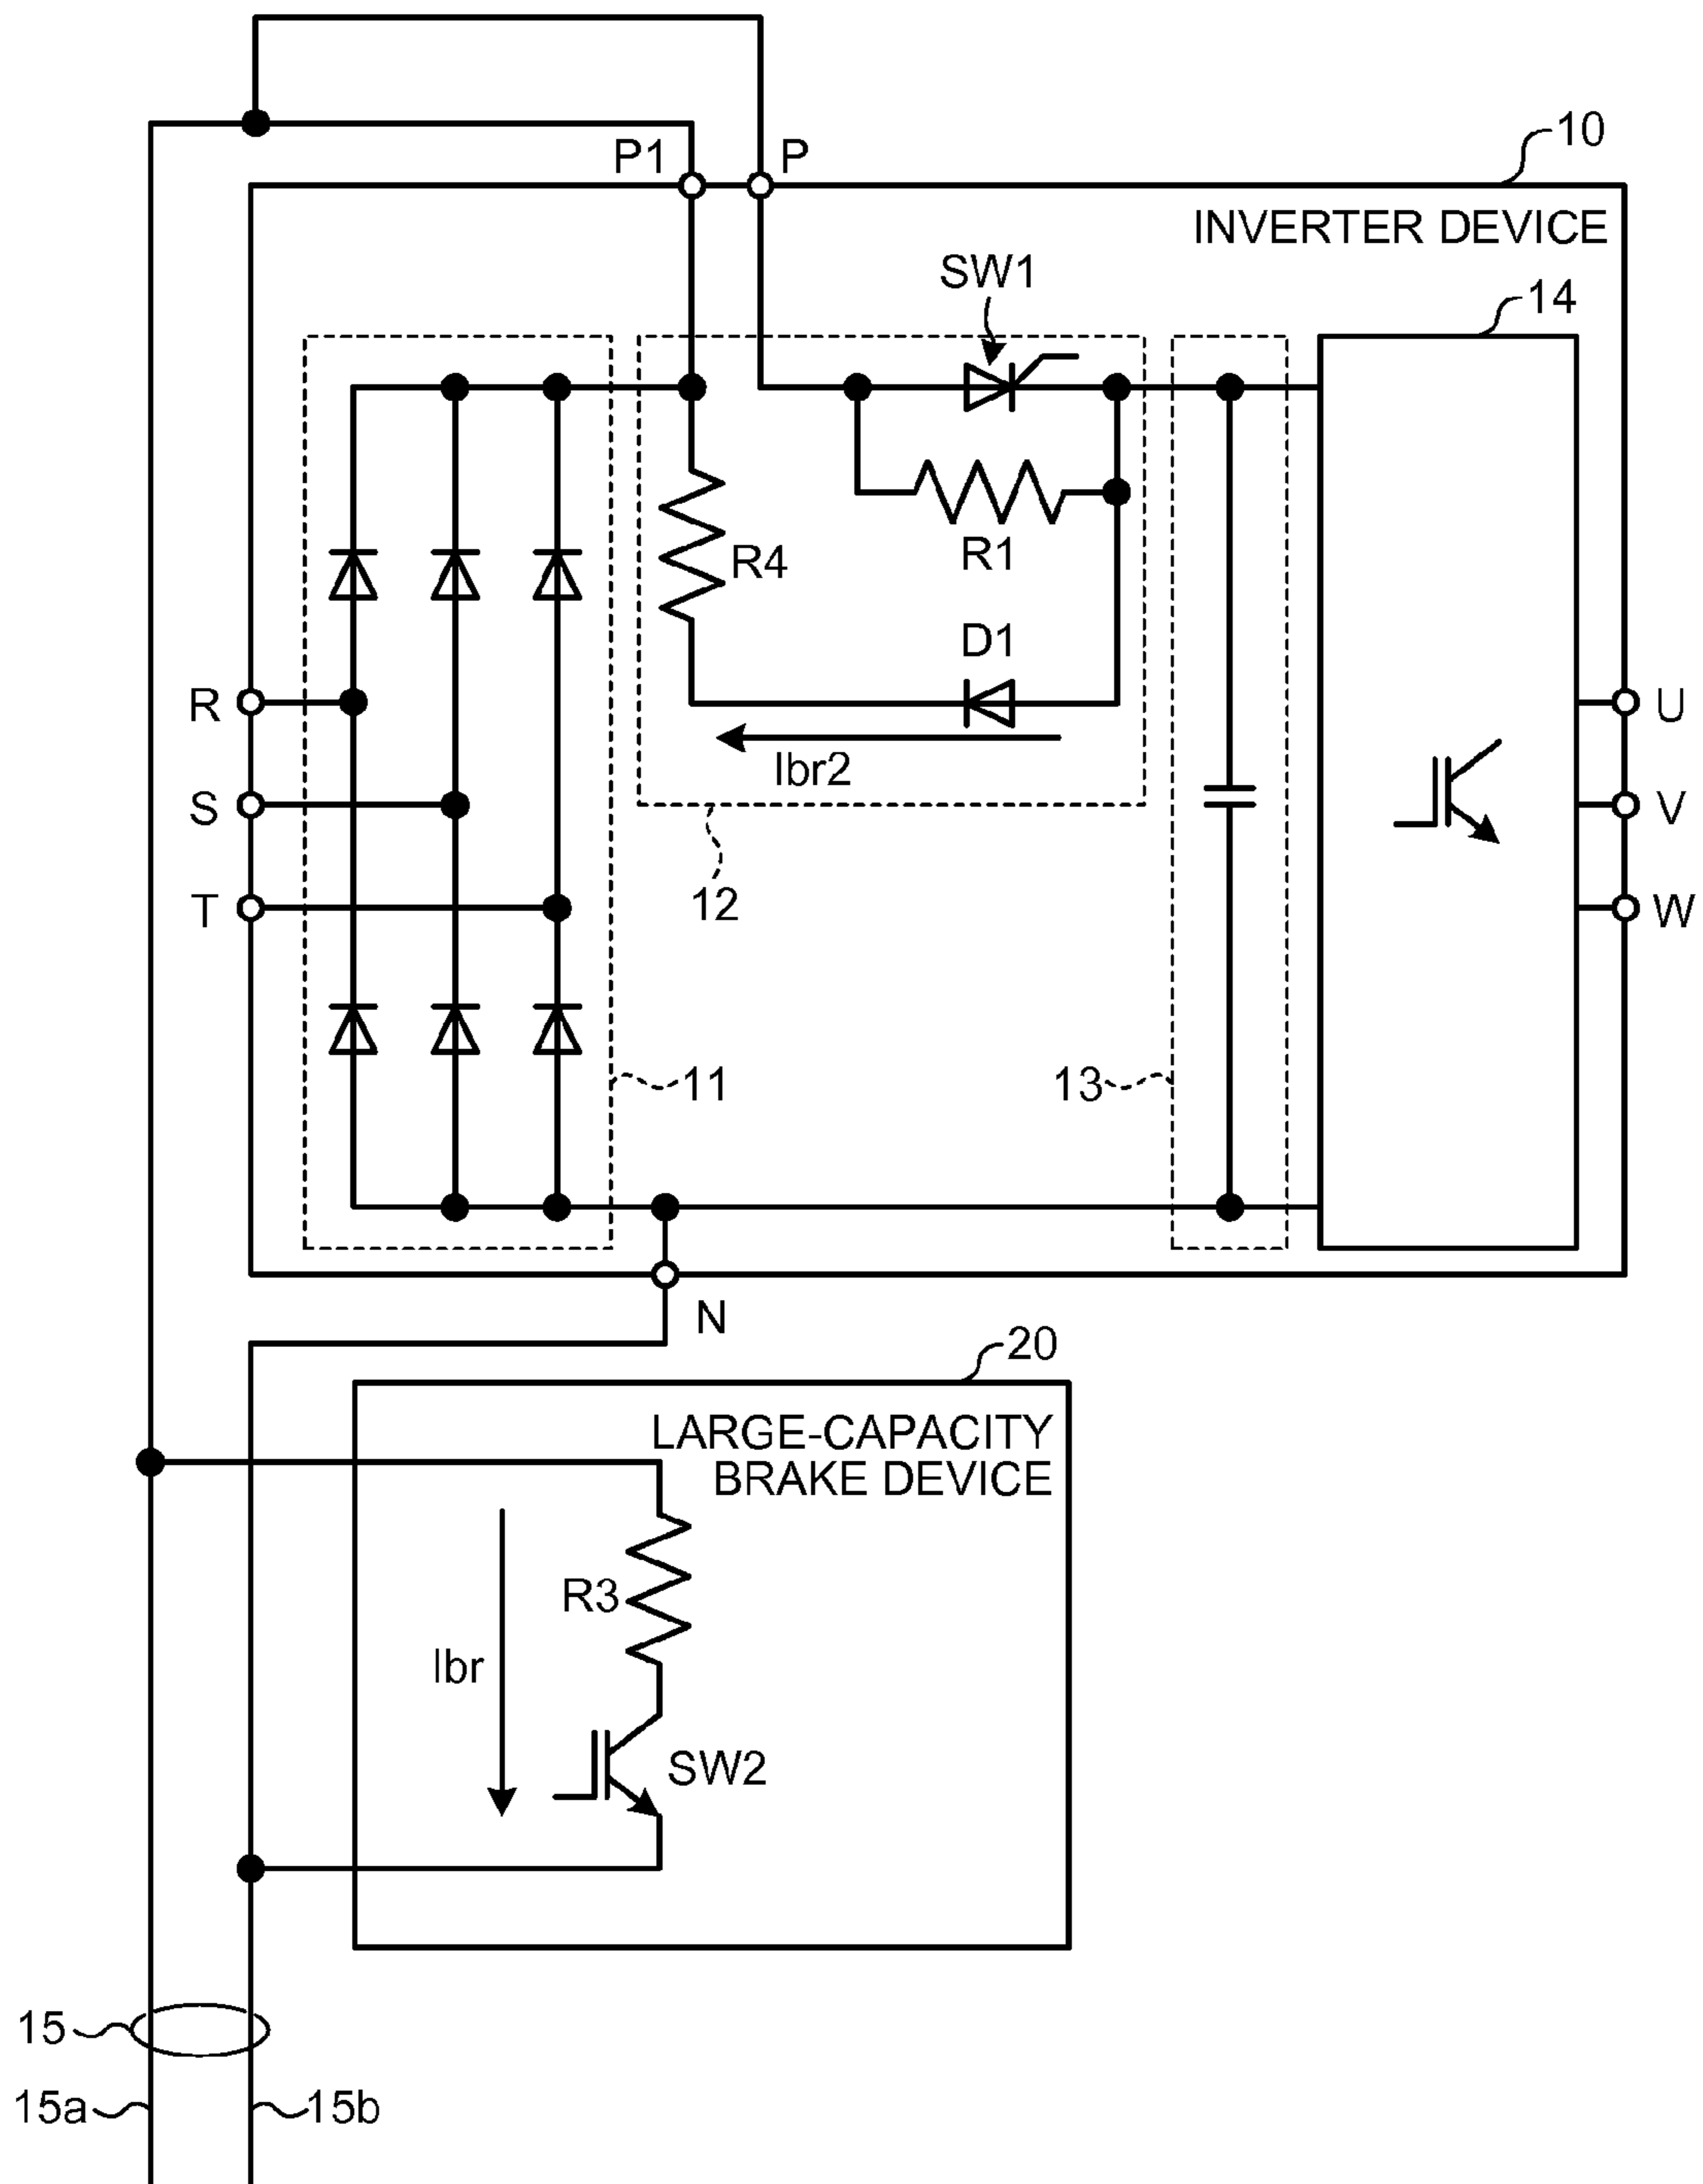 P1
P
10
INVERTER DEVICE
SW1
14
R4
R1
D1
R
U
Ibr2
S
V
12
T
W
11
13
N
20
LARGE-CAPACITY
BRAKE DEVICE
R3
Ibr
SW2
15
15a
15b